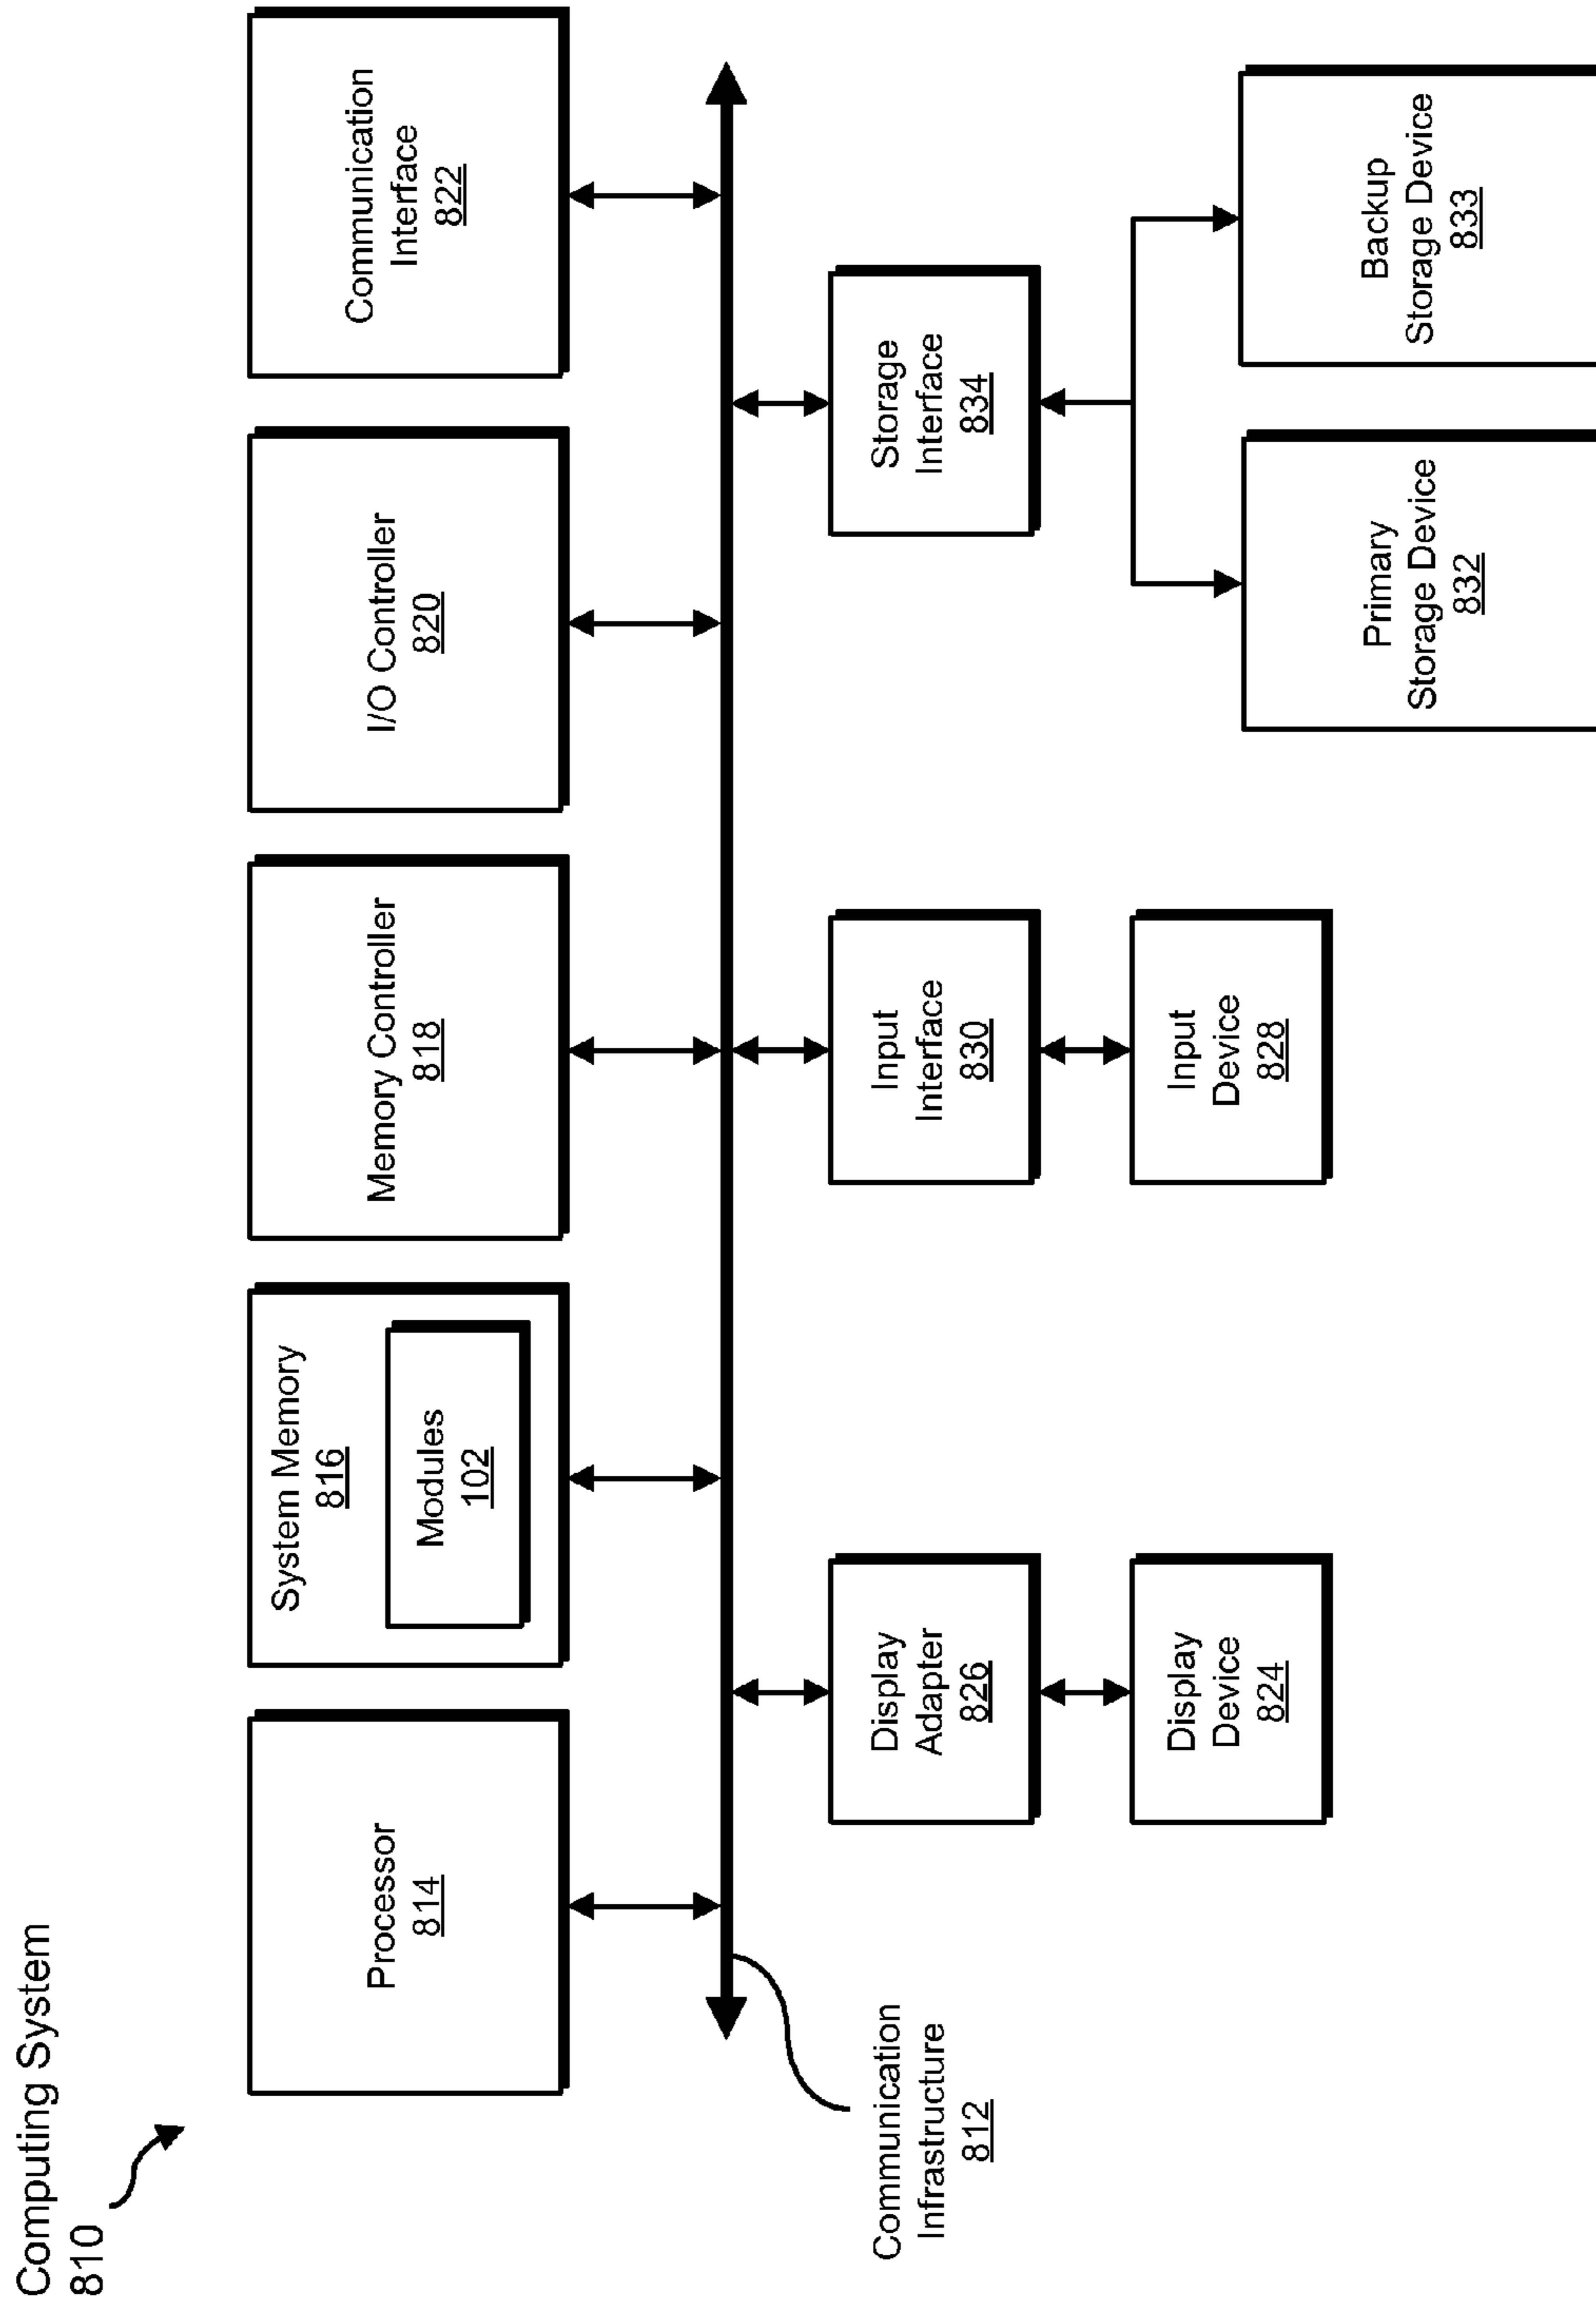 Computing System
810
Processor
814
System Memory
816
Modules
102
Memory Controller
818
I/O Controller
820
Communication
Interface
822
Communication
Infrastructure
812
Display
Adapter
826
Input
Interface
830
Storage
Interface
834
Display
Device
824
Input
Device
828
Primary
Storage Device
832
Backup
Storage Device
833